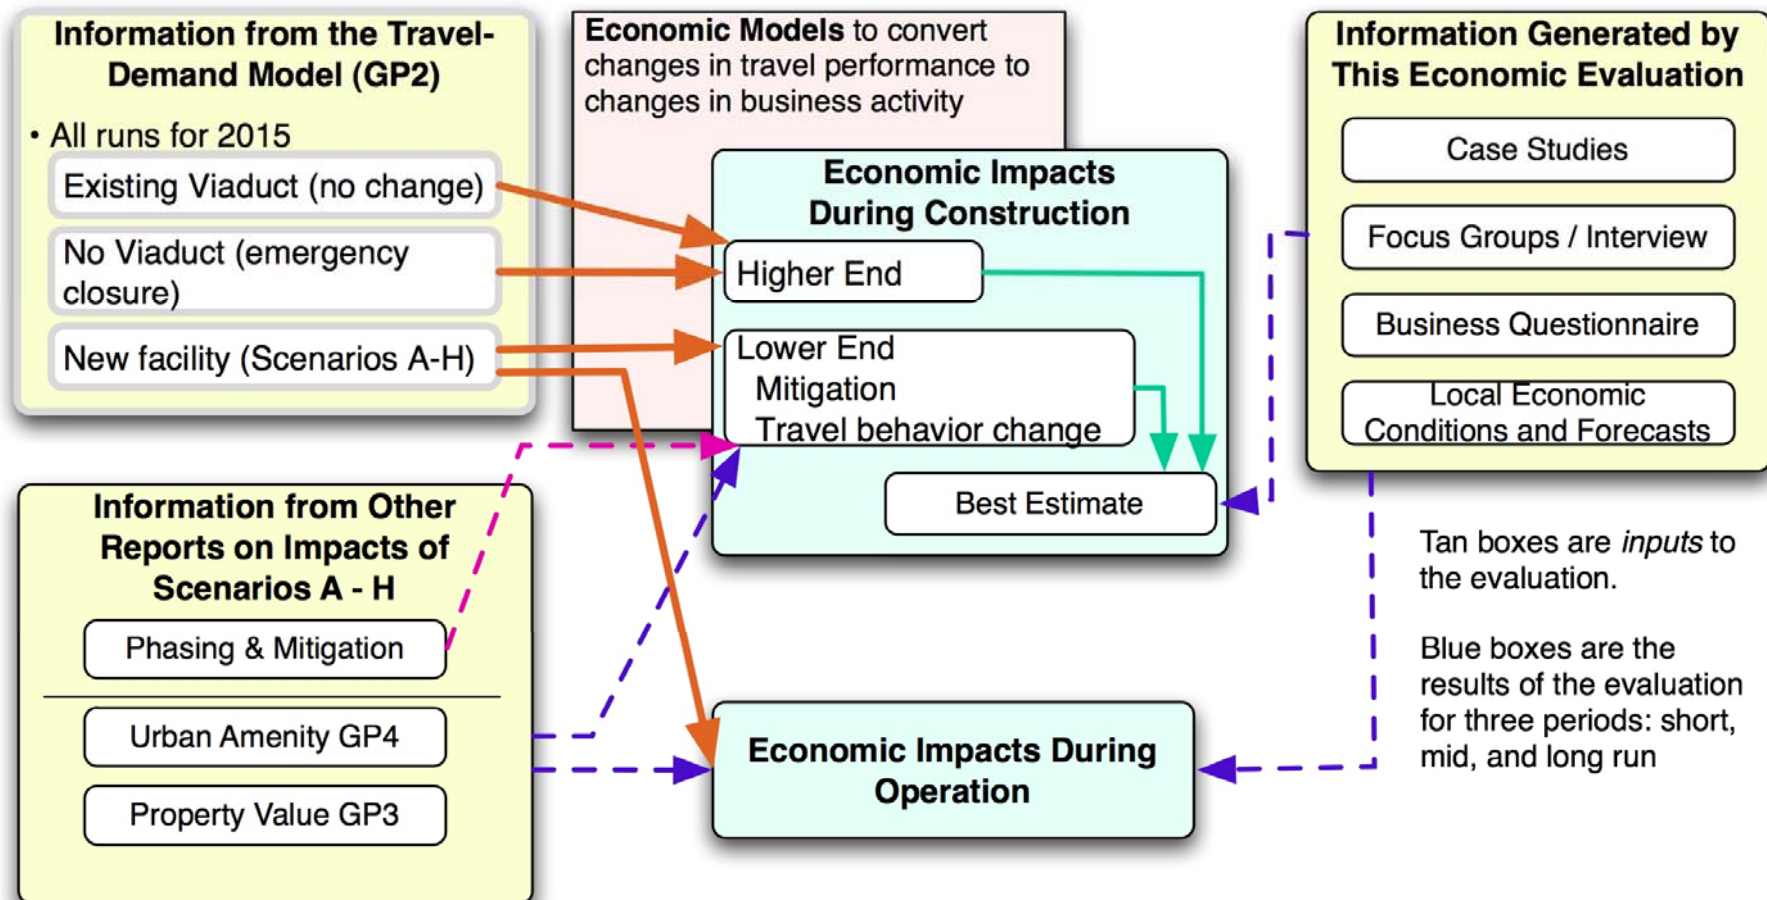 Information from the Travel-
Demand Model (GP2)
• All runs for 2015
Existing Viaduct (no change)
No Viaduct (emergency
closure)
New facility (Scenarios A-H)
Economic Models to convert
changes in travel performance to
changes in business activity
Economic Impacts
During Construction
Higher End
Lower End
Mitigation
Travel behavior change
Best Estimate
Information Generated by
This Economic Evaluation
Case Studies
Focus Groups / Interview
Business Questionnaire
Local Economic
Conditions and Forecasts
Information from Other
Reports on Impacts of
Scenarios A - H
Phasing & Mitigation
Urban Amenity GP4
Property Value GP3
Economic Impacts During
Operation
Tan boxes are inputs to
the evaluation.
Blue boxes are the
results of the evaluation
for three periods: short,
mid, and long run